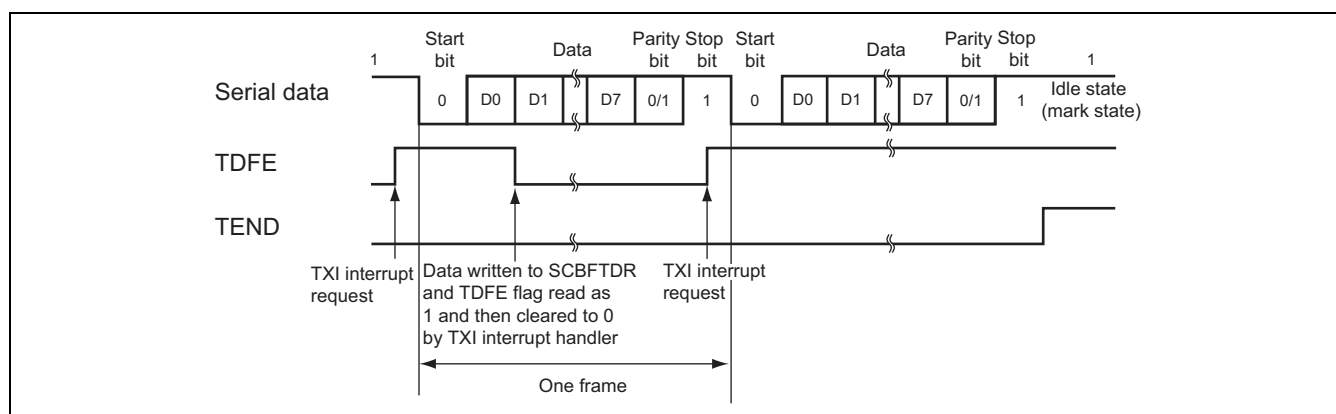 Start Data Parity Stop Start Data Parity Stop
1 bit bit bit bit bit bit 1
Serial data 0 D0 D1 D7 0/1 1 0 D0 D1 D7 0/1 1 Idle state
(mark state)
TDFE
TEND
TXI interrupt Data written to SCBFTDR TXI interrupt
request and TDFE flag read as request
1 and then cleared to 0
by TXI interrupt handler
One frame